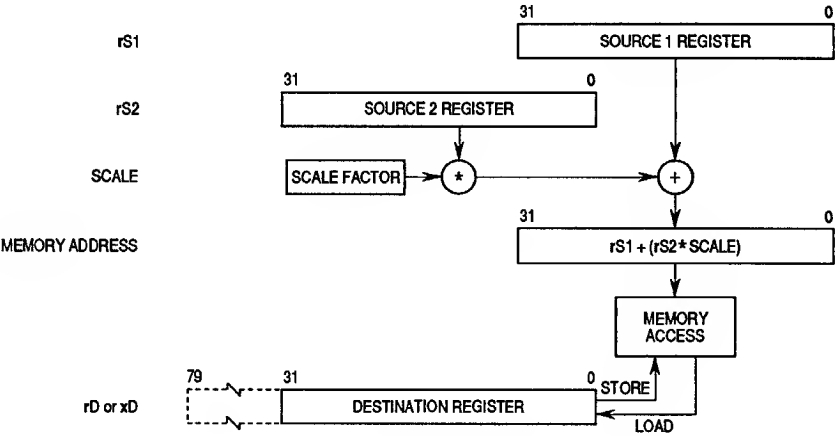 31 0
rS1 SOURCE 1 REGISTER
31 0
rS2 SOURCE 2 REGISTER
SCALE SCALE FACTOR * +
31 0
MEMORY ADDRESS rS1 + (rS2 * SCALE)
MEMORY
ACCESS
79 31 0
STORE
rD or xD DESTINATION REGISTER
LOAD